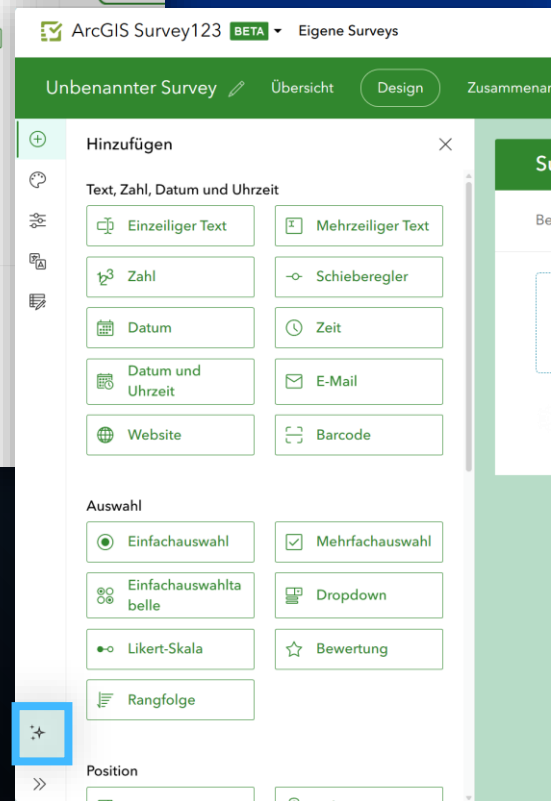 ArcGIS Survey123 BETA Eigene Surveys
Unbenannter Survey Übersicht Design
Hinzufügen
Text, Zahl, Datum und Uhrzeit
Einzeiliger Text Mehrzeiliger Text
Zahl Schieberegler
Datum Zeit
Datum und
Uhrzeit
E-Mail
Website Barcode
Auswahl
Einfachauswahl Mehrfachauswahl
Einfachauswahlta
belle
Dropdown
Likert-Skala Bewertung
Rangfolge
Position